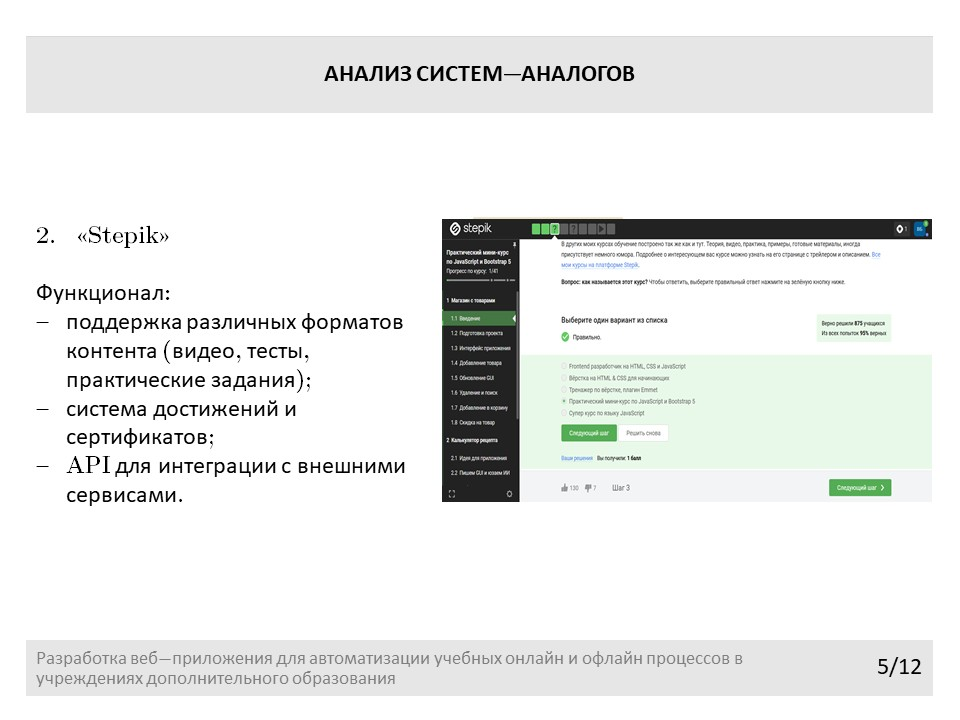 АНАЛИЗ СИСТЕМ—АНАЛОГОВ
2. «Stepik»
Функционал:
– поддержка различных форматов
контента (видео, тесты,
практические задания);
– система достижений и
сертификатов;
– API для интеграции с внешними
сервисами.
stepik
?
?
1
Практический мини-курс
по JavaScript и Bootstrap 5
Прогресс по курсу: 1/41
1 Магазин с товарами
1.1 Введение
1.2 Подготовка проекта
1.3 Интерфейс приложения
1.4 Добавление товара
1.5 Обновление GUI
1.6 Удаление и поиск
1.7 Добавление в корзину
1.8 Скидка на товар
2 Калькулятор рецепта
2.1 Идея для приложения
2.2 Пишем GUI и юзаем ИИ
В других моих курсах обучение построено так же как и тут. Теория, видео, практика, примеры, готовые материалы, иногда
присутствует немного юмора. Подробнее о интересующем вас курсе можно узнать на его странице с трейлером и описанием. Все
мои курсы на платформе Stepik.
Вопрос: как называется этот курс? Чтобы ответить, выберите правильный ответ нажмите на зелёную кнопку ниже.
Выберите один вариант из списка
Правильно.
Верно решили 875 учащихся
Из всех попыток 95% верных
Frontend разработчик на HTML, CSS и JavaScript
Вёрстка на HTML & CSS для начинающих
Тренажер по вёрстке, плагин Emmet
Практический мини-курс по JavaScript и Bootstrap 5
Супер курс по языку JavaScript
Следующий шаг
Решить снова
Ваши решения Вы получили: 1 балл
130 7 Шаг 3
Следующий шаг
Разработка веб—приложения для автоматизации учебных онлайн и офлайн процессов в
учреждениях дополнительного образования
5/12